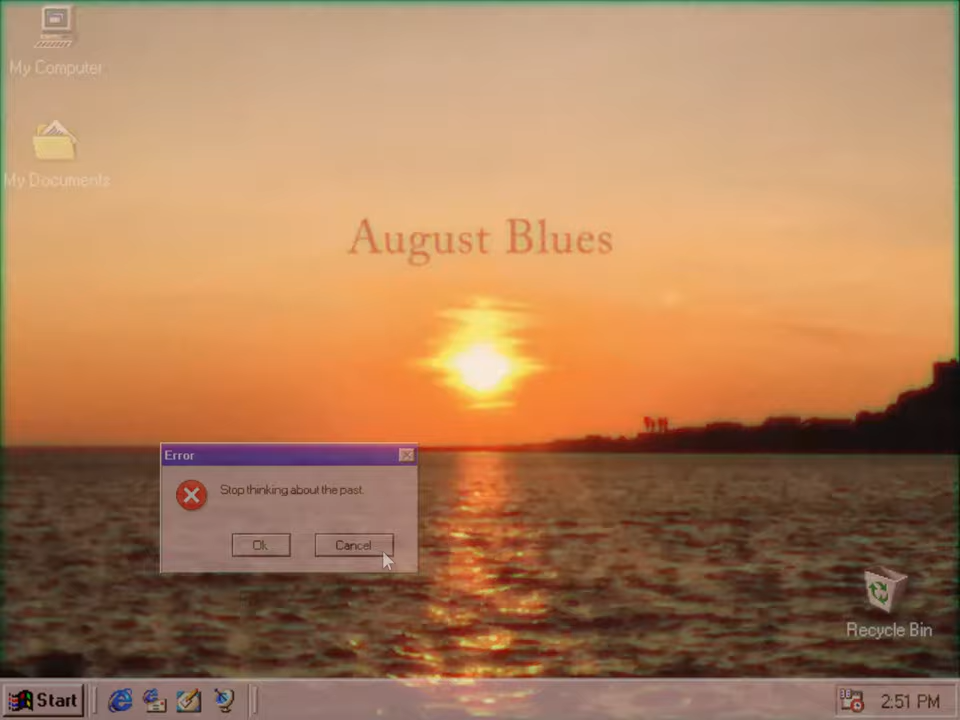 My Computer
My Documents
August Blues
Error
Stop thinking about the past.
Ok
Cancel
Recycle Bin
Start
2:51 PM